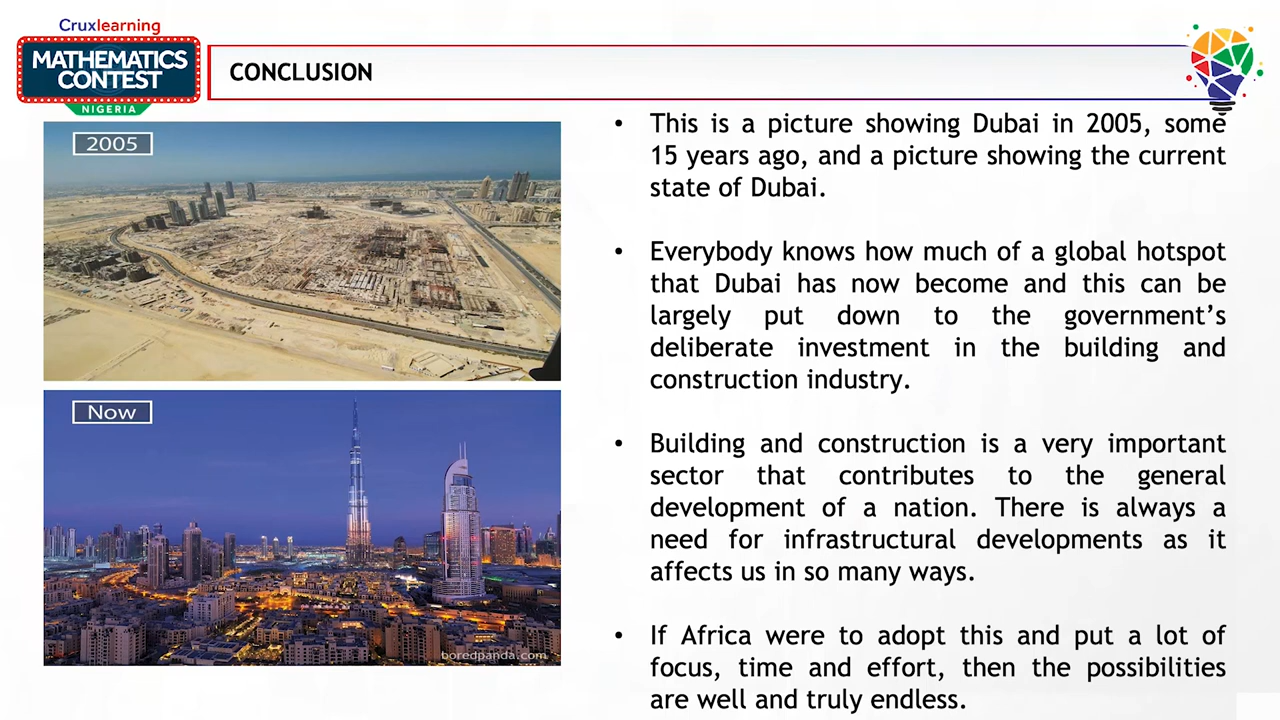 Cruxlearning
MATHEMATICS
CONTEST
NIGERIA
CONCLUSION
2005
Now
boredpanda.com
• This is a picture showing Dubai in 2005, some
15 years ago, and a picture showing the current
state of Dubai.
• Everybody knows how much of a global hotspot
that Dubai has now become and this can be
largely put down to the government’s
deliberate investment in the building and
construction industry.
• Building and construction is a very important
sector that contributes to the general
development of a nation. There is always a
need for infrastructural developments as it
affects us in so many ways.
• If Africa were to adopt this and put a lot of
focus, time and effort, then the possibilities
are well and truly endless.